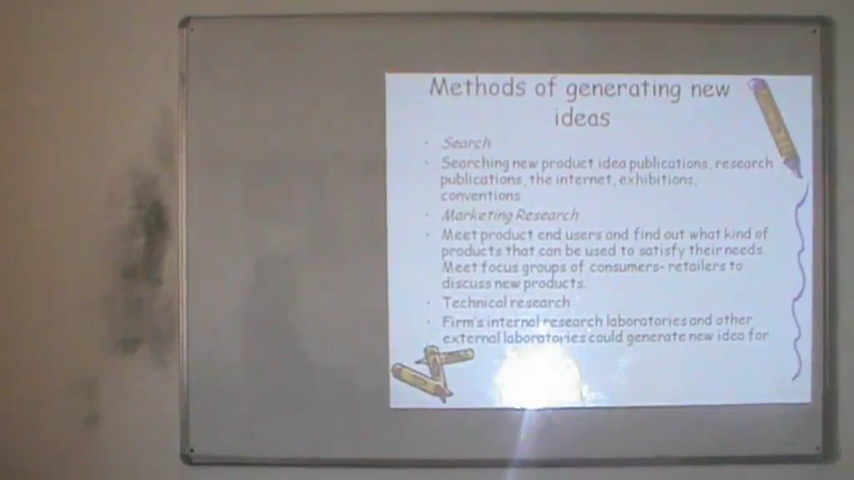 Methods of generating new
ideas
• Search
• Searching new product idea publications, research
publications, the internet, exhibitions,
conventions
• Marketing Research
• Meet product end users and find out what kind of
products that can be used to satisfy their needs.
Meet focus groups of consumers- retailers to
discuss new products.
• Technical research
• Firm's internal research laboratories and other
external laboratories could generate new idea for